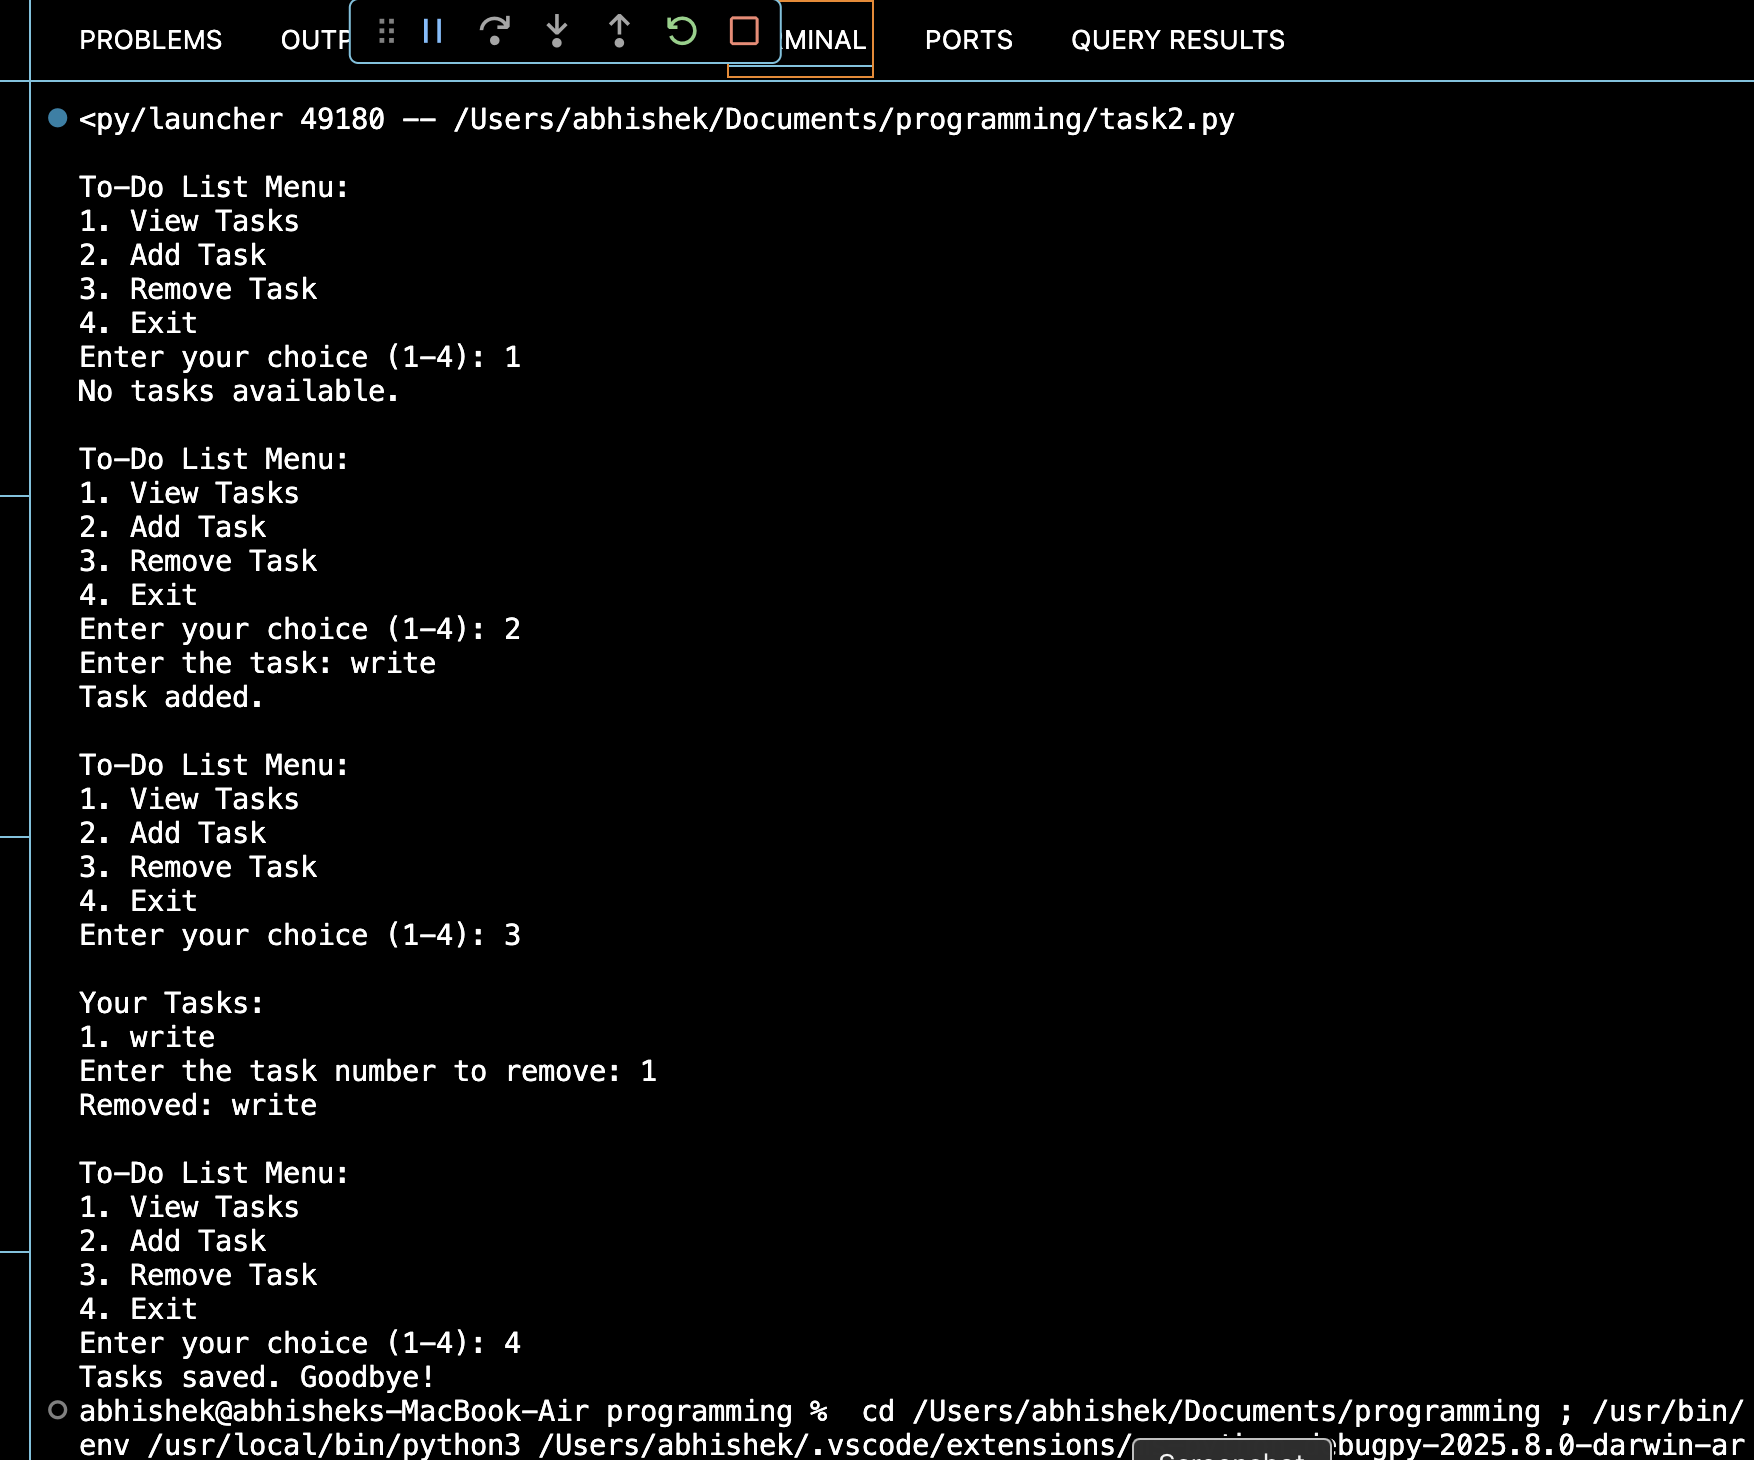 PROBLEMS OUTP MINAL PORTS QUERY RESULTS
<py/launcher 49180 -- /Users/abhishek/Documents/programming/task2.py
To-Do List Menu:
1. View Tasks
2. Add Task
3. Remove Task
4. Exit
Enter your choice (1-4): 1
No tasks available.
To-Do List Menu:
1. View Tasks
2. Add Task
3. Remove Task
4. Exit
Enter your choice (1-4): 2
Enter the task: write
Task added.
To-Do List Menu:
1. View Tasks
2. Add Task
3. Remove Task
4. Exit
Enter your choice (1-4): 3
Your Tasks:
1. write
Enter the task number to remove: 1
Removed: write
To-Do List Menu:
1. View Tasks
2. Add Task
3. Remove Task
4. Exit
Enter your choice (1-4): 4
Tasks saved. Goodbye!
abhishek@abhisheks-MacBook-Air programming %  cd /Users/abhishek/Documents/programming ; /usr/bin/
env /usr/local/bin/python3 /Users/abhishek/.vscode/extensions/ ebugpy-2025.8.0-darwin-ar